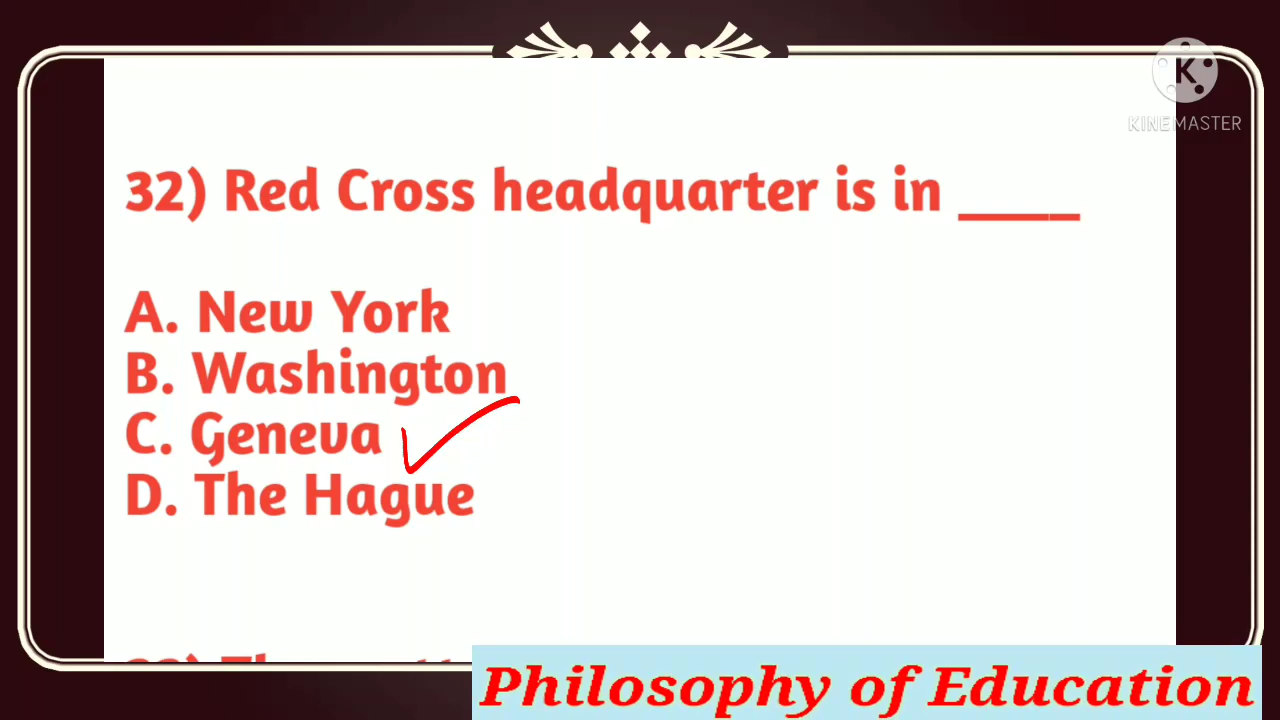 K
KINEMASTER
32) Red Cross headquarter is in ____
A. New York
B. Washington
C. Geneva
D. The Hague
Philosophy of Education